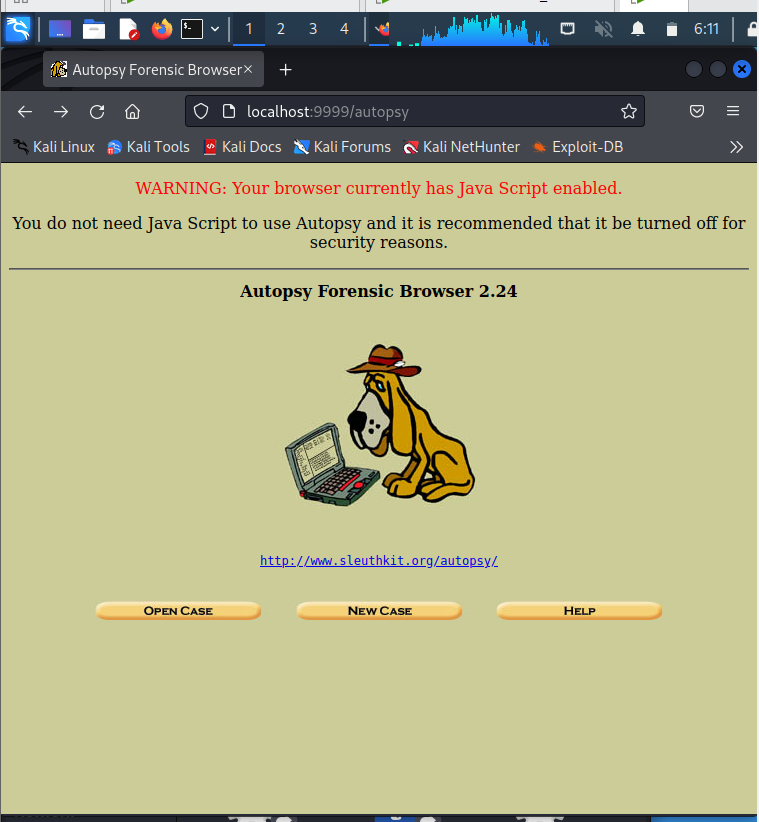 1 2 3 4 6:11
Autopsy Forensic Browser
localhost:9999/autopsy
Kali Linux Kali Tools Kali Docs Kali Forums Kali NetHunter Exploit-DB
WARNING: Your browser currently has Java Script enabled.
You do not need Java Script to use Autopsy and it is recommended that it be turned off for
security reasons.
Autopsy Forensic Browser 2.24
http://www.sleuthkit.org/autopsy/
OPEN CASE NEW CASE HELP